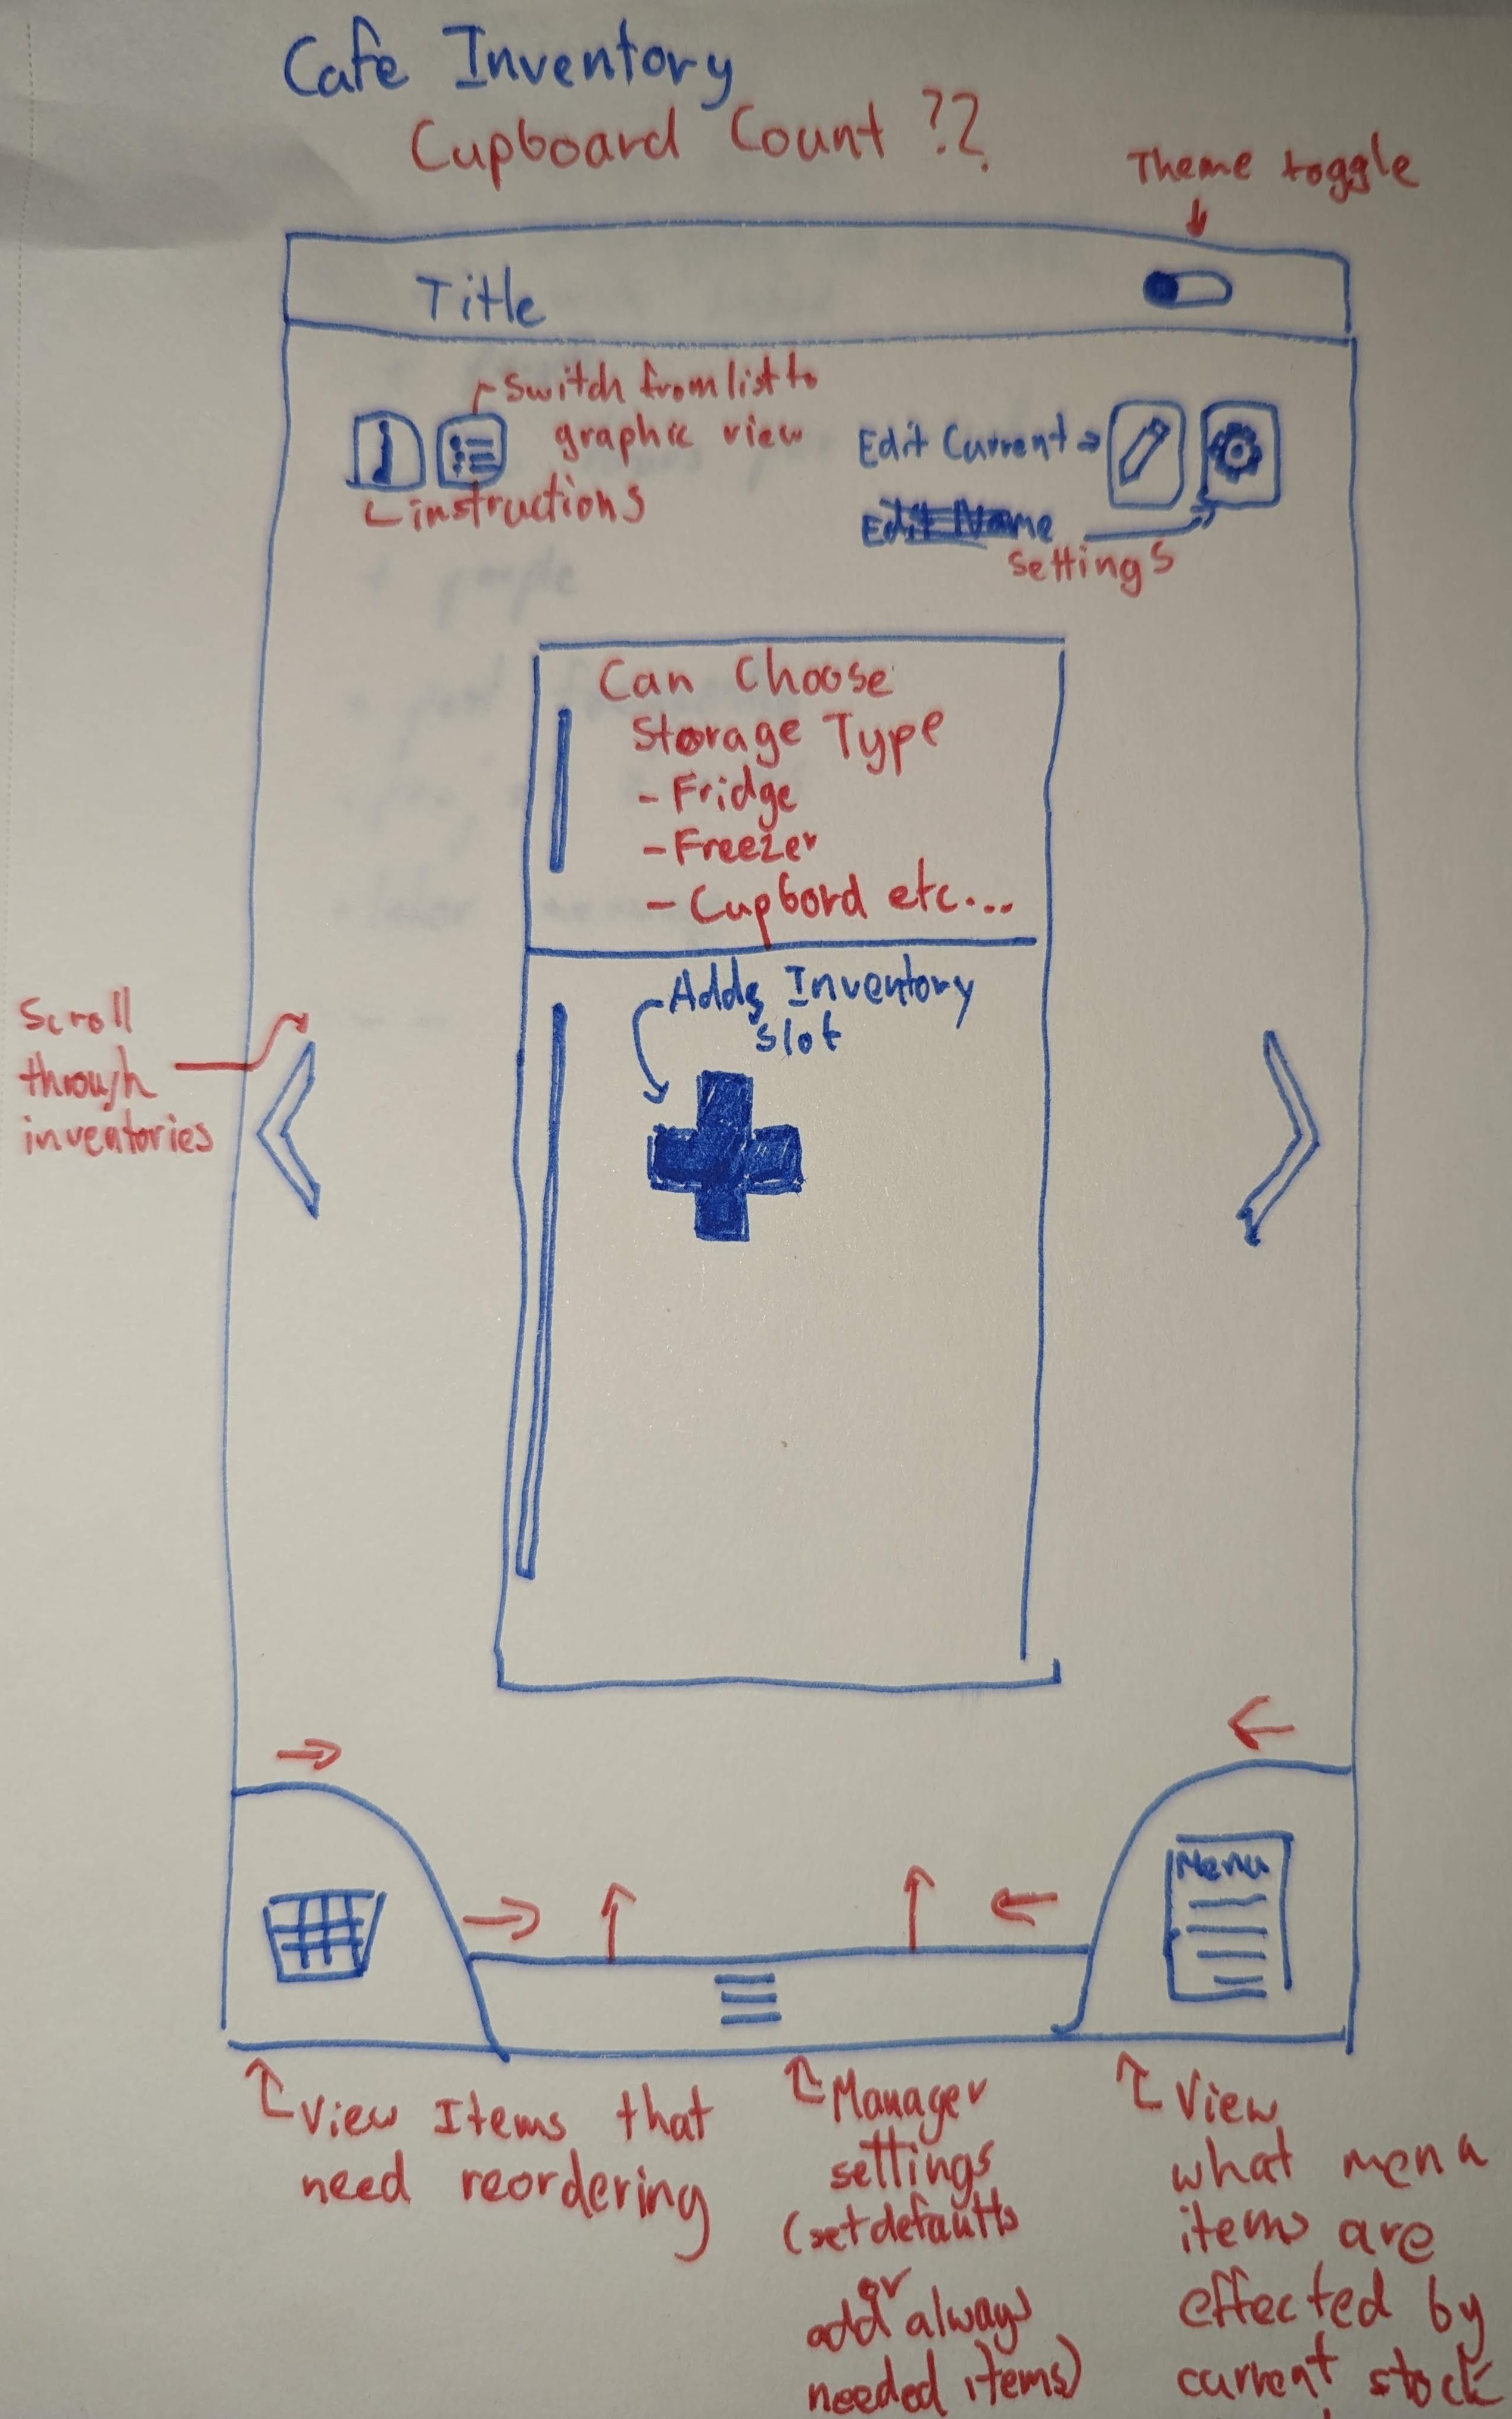 Cafe Inventory
Cupboard Count ??
Theme toggle
Title
Switch from list to
graphic view
instructions
Edit Current
Edit Name
settings
Can Choose
Storage Type
- Fridge
- Freezer
- Cupbord etc...
Adds Inventory
slot
Scroll
through
inventories
Menu
View Items that
need reordering
Manager
settings
(set defaults
or
add always
needed items)
View
what menu
items are
effected by
current stock